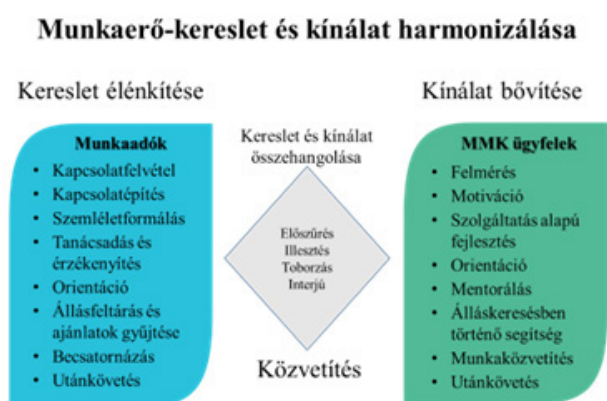 Munkaerő-kereslet és kínálat harmonizálása
Kereslet élénkítése
Munkaadók
• Kapcsolatfelvétel
• Kapcsolatépítés
• Szemléletformálás
• Tanácsadás és
érzékenyítés
• Orientáció
• Állásfeltárás és
ajánlatok gyűjtése
• Becsatornázás
• Utánkövetés
Kereslet és kínálat
összehangolása
Előszűrés
Illesztés
Toborzás
Interjú
Közvetítés
Kínálat bővítése
MMK ügyfelek
• Felmérés
• Motiváció
• Szolgáltatás alapú
fejlesztés
• Orientáció
• Mentorálás
• Álláskeresésben
történő segítség
• Munkaközvetítés
• Utánkövetés